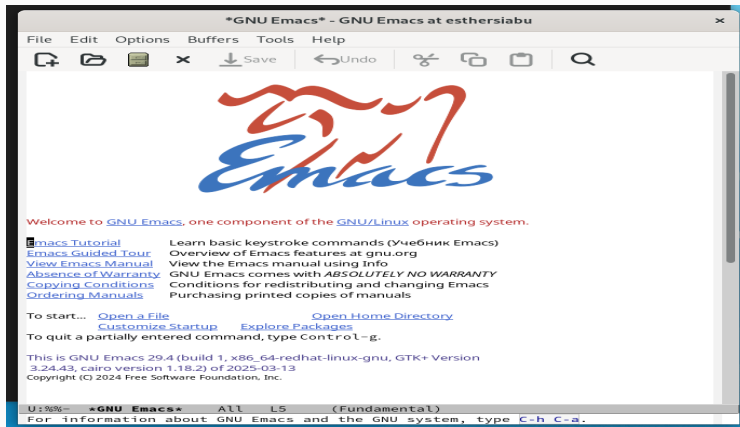 *GNU Emacs* - GNU Emacs at esthersiabu
File Edit Options Buffers Tools Help
Save Undo
Emacs
Welcome to GNU Emacs, one component of the GNU/Linux operating system.
Emacs Tutorial Learn basic keystroke commands (Учебник Emacs)
Emacs Guided Tour Overview of Emacs features at gnu.org
View Emacs Manual View the Emacs manual using Info
Absence of Warranty GNU Emacs comes with ABSOLUTELY NO WARRANTY
Copying Conditions Conditions for redistributing and changing Emacs
Ordering Manuals Purchasing printed copies of manuals
To start... Open a File Open Home Directory
Customize Startup Explore Packages
To quit a partially entered command, type Control-g.
This is GNU Emacs 29.4 (build 1, x86_64-redhat-linux-gnu, GTK+ Version
3.24.43, cairo version 1.18.2) of 2025-03-13
Copyright (C) 2024 Free Software Foundation, Inc.
U:%%- *GNU Emacs* All L5 (Fundamental)
For information about GNU Emacs and the GNU system, type C-h C-a.